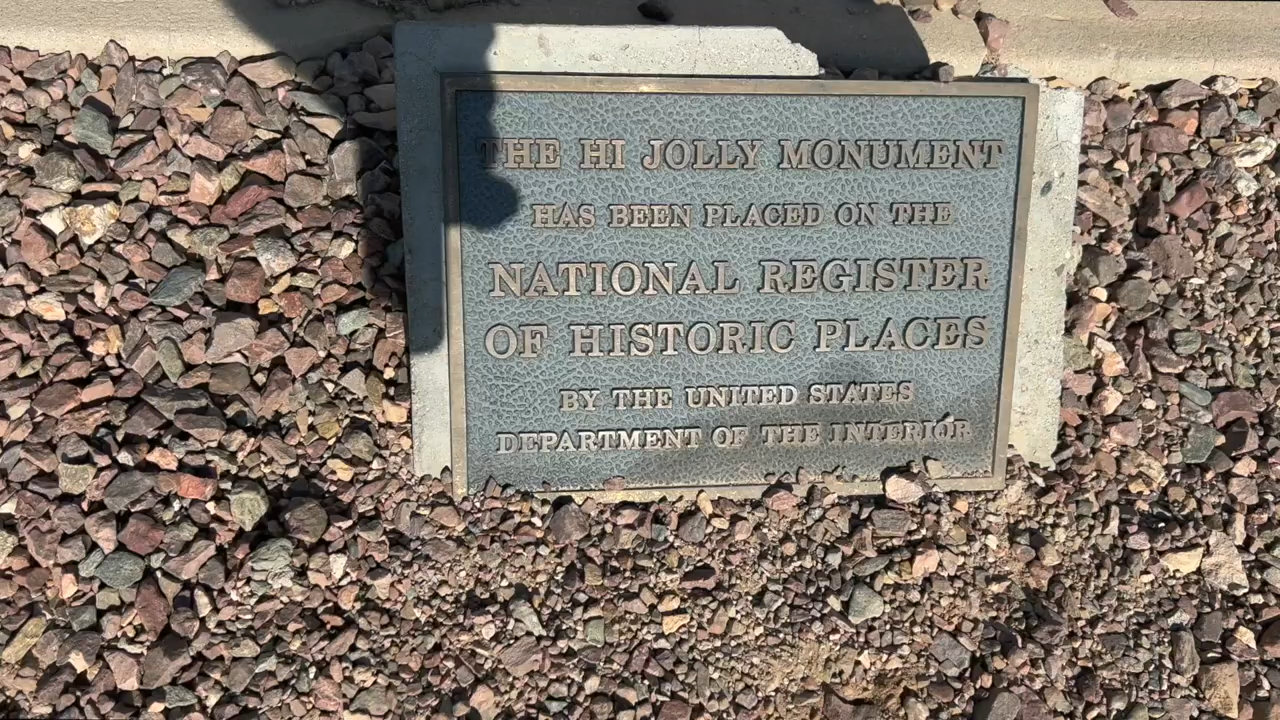 THE HI JOLLY MONUMENT
HAS BEEN PLACED ON THE
NATIONAL REGISTER
OF HISTORIC PLACES
BY THE UNITED STATES
DEPARTMENT OF THE INTERIOR